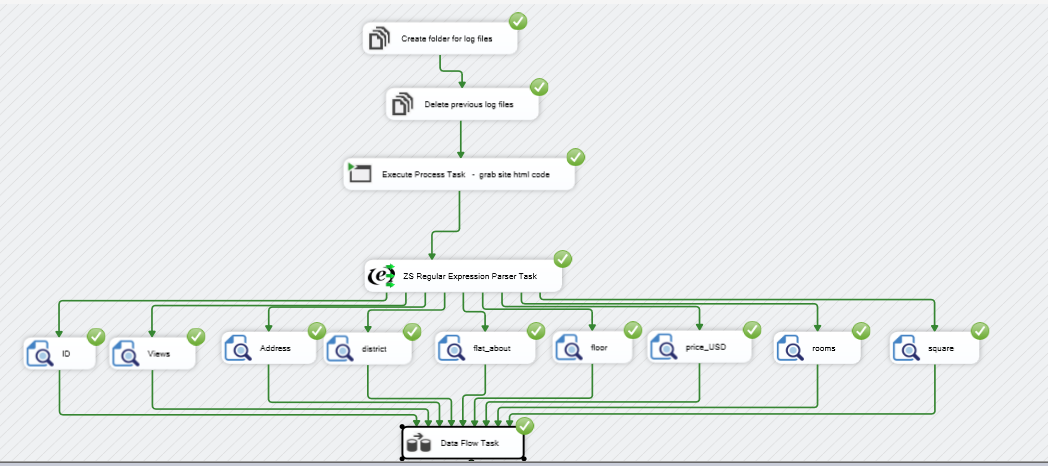 Create folder for log files
Delete previous log files
Execute Process Task - grab site html code
ZS Regular Expression Parser Task
ID
Views
Address
district
flat_about
floor
price_USD
rooms
square
Data Flow Task